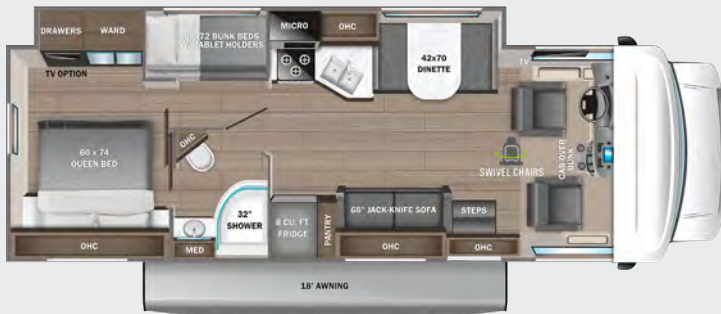 DRAWERS
WARD
TV OPTION
72 BUNK BEDS
TABLET HOLDERS
MICRO
OHC
42x70
DINETTE
TV
60 x 74
QUEEN BED
OHC
SWIVEL CHAIRS
CAB OVER
BUNK
32"
SHOWER
8 CU. FT
FRIDGE
PANTRY
68" JACK-KNIFE SOFA
STEPS
OHC
MED
OHC
OHC
18' AWNING